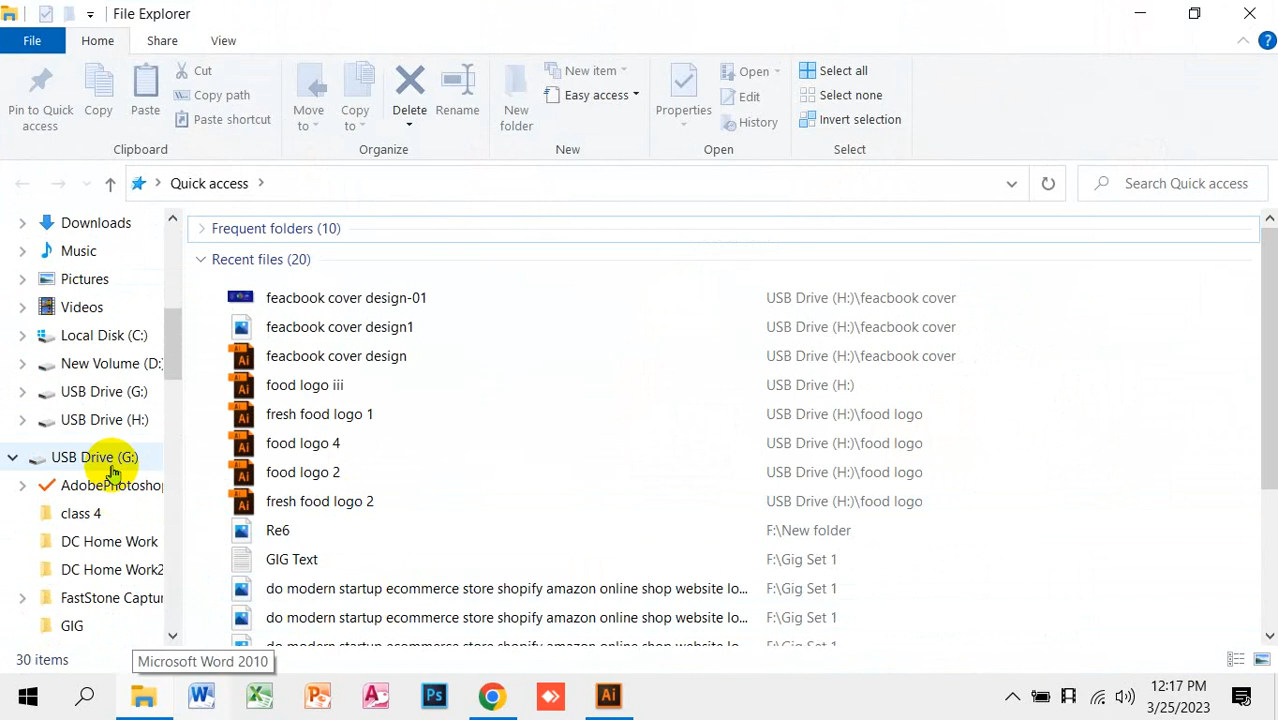 File Explorer
File Home Share View
Pin to Quick access
Copy
Paste
Cut
Copy path
Paste shortcut
Clipboard
Move to
Copy to
Delete
Rename
Organize
New folder
New item
Easy access
New
Properties
Open
Edit
History
Open
Select all
Select none
Invert selection
Select
Quick access
Search Quick access
Downloads
Music
Pictures
Videos
Local Disk (C:)
New Volume (D:)
USB Drive (G:)
USB Drive (H:)
USB Drive (G:)
AdobePhotoshop
class 4
DC Home Work
DC Home Work2
FastStone Captur
GIG
Frequent folders (10)
Recent files (20)
feacbook cover design-01 USB Drive (H:)\feacbook cover
feacbook cover design1 USB Drive (H:)\feacbook cover
feacbook cover design USB Drive (H:)\feacbook cover
food logo iii USB Drive (H:)
fresh food logo 1 USB Drive (H:)\food logo
food logo 4 USB Drive (H:)\food logo
food logo 2 USB Drive (H:)\food logo
fresh food logo 2 USB Drive (H:)\food logo
Re6 F:\New folder
GIG Text F:\Gig Set 1
do modern startup ecommerce store shopify amazon online shop website lo... F:\Gig Set 1
do modern startup ecommerce store shopify amazon online shop website lo... F:\Gig Set 1
30 items
Microsoft Word 2010
12:17 PM
3/25/2023